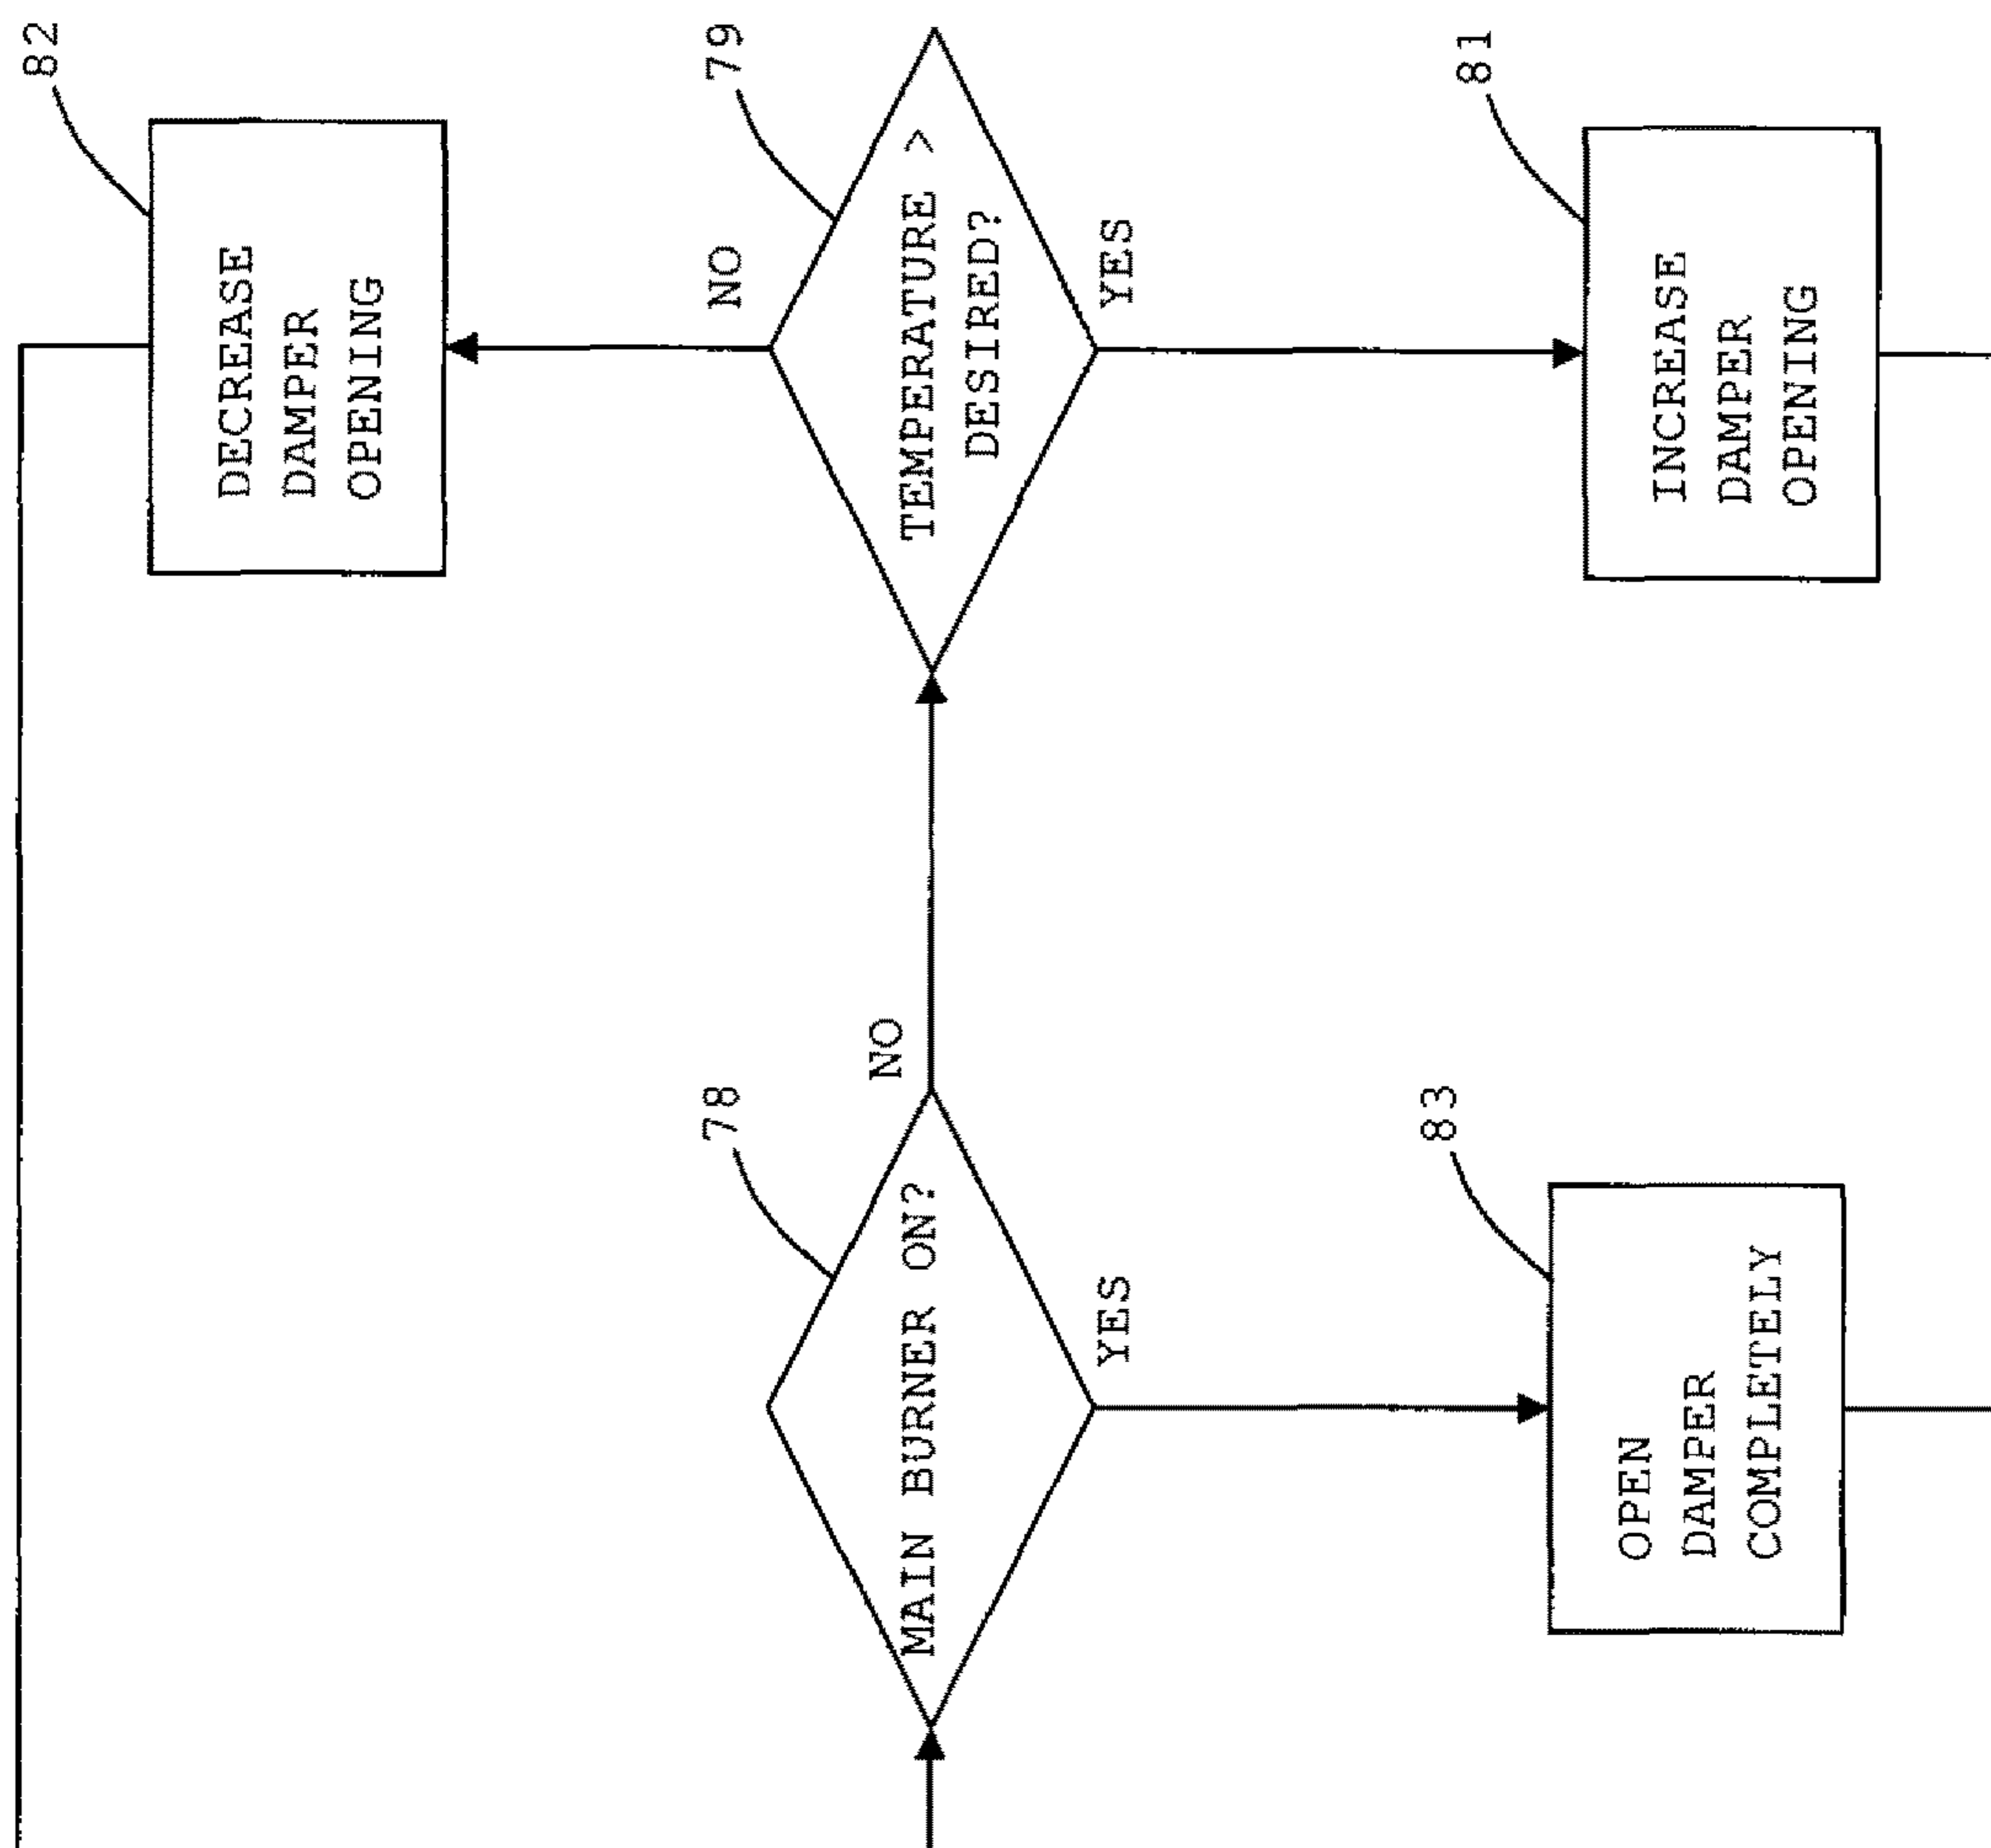 78
MAIN BURNER ON?
NO
YES
83
OPEN
DAMPER
COMPLETELY
82
DECREASE
DAMPER
OPENING
NO
79
TEMPERATURE >
DESIRED?
YES
81
INCREASE
DAMPER
OPENING